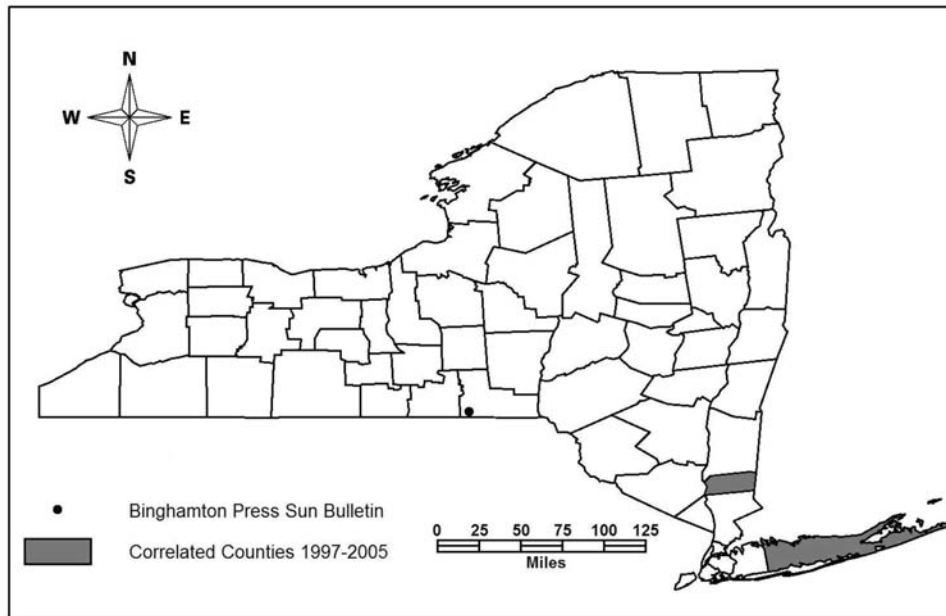 N
W E
S
Binghamton Press Sun Bulletin
Correlated Counties 1997-2005
0 25 50 75 100 125
Miles